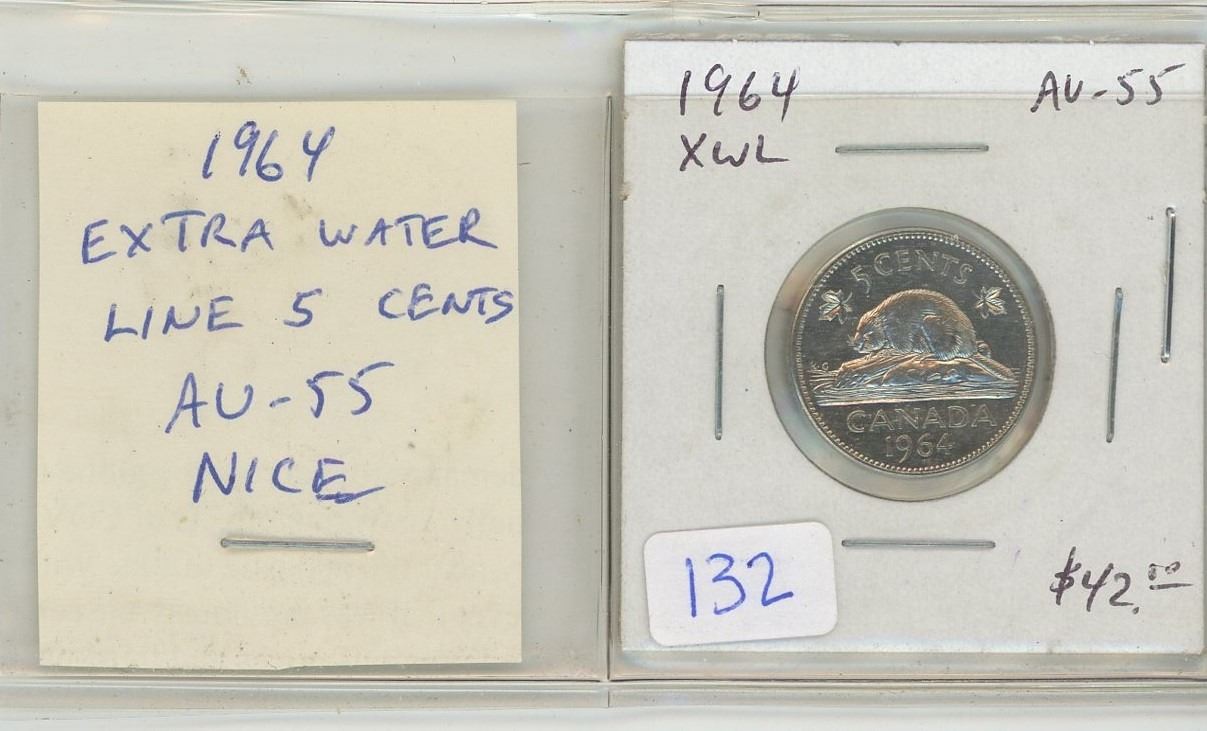 1964
EXTRA WATER
LINE 5 CENTS
AU-55
NICE
1964 AU-55
XWL
5 CENTS
K·G
CANADA
1964
132
$42.00